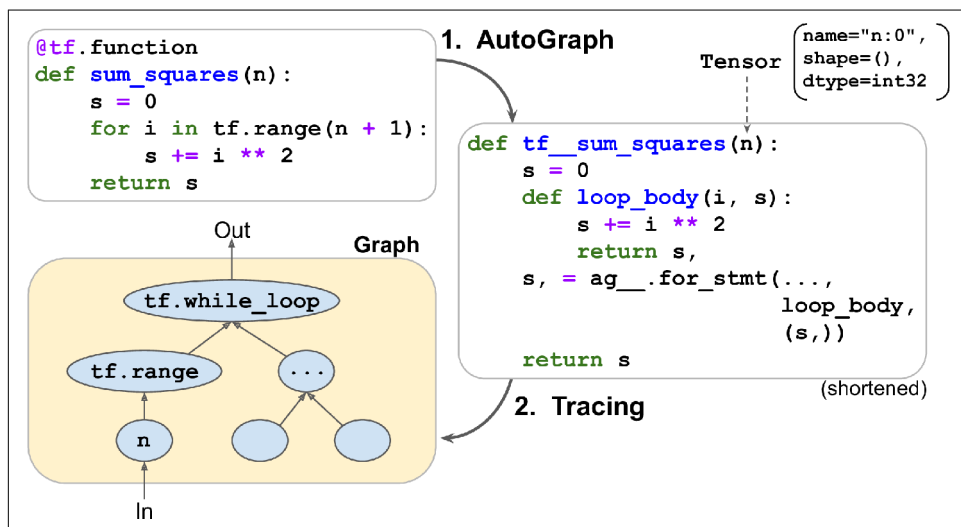 @tf.function
def sum_squares(n):
    s = 0
    for i in tf.range(n + 1):
        s += i ** 2
    return s
1. AutoGraph
Tensor
name="n:0",
shape=(),
dtype=int32
def tf__sum_squares(n):
    s = 0
    def loop_body(i, s):
        s += i ** 2
        return s,
    s, = ag__.for_stmt(...,
                       loop_body,
                       (s,))
    return s
(shortened)
2. Tracing
Graph
Out
tf.while_loop
tf.range
...
n
In